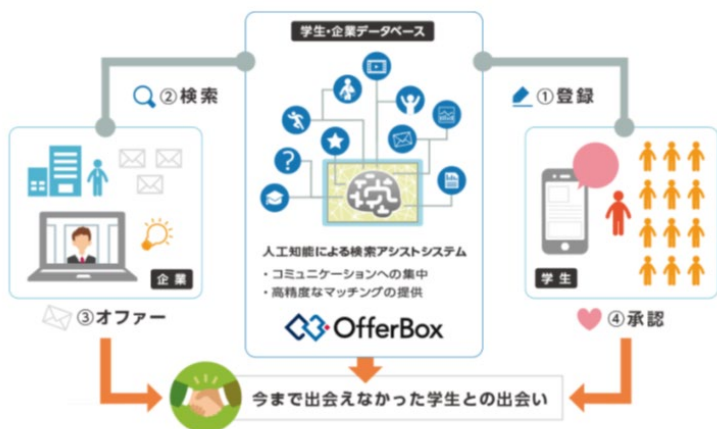 学生・企業データベース
②検索
①登録
?
人工知能による検索アシストシステム
・コミュニケーションへの集中
・高精度なマッチングの提供
企業
学生
OfferBox
③オファー
④承認
今まで出会えなかった学生との出会い